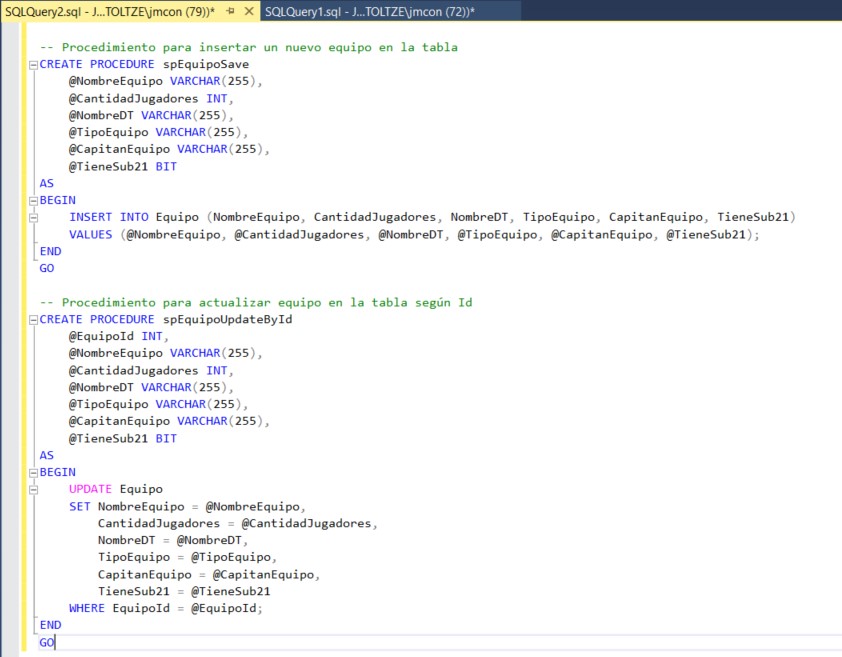 SQLQuery2.sql - J...TOLTZE\jmcon (79))* SQLQuery1.sql - J...TOLTZE\jmcon (72))*
-- Procedimiento para insertar un nuevo equipo en la tabla
CREATE PROCEDURE spEquipoSave
@NombreEquipo VARCHAR(255),
@CantidadJugadores INT,
@NombreDT VARCHAR(255),
@TipoEquipo VARCHAR(255),
@CapitanEquipo VARCHAR(255),
@TieneSub21 BIT
AS
BEGIN
INSERT INTO Equipo (NombreEquipo, CantidadJugadores, NombreDT, TipoEquipo, CapitanEquipo, TieneSub21)
VALUES (@NombreEquipo, @CantidadJugadores, @NombreDT, @TipoEquipo, @CapitanEquipo, @TieneSub21);
END
GO
-- Procedimiento para actualizar equipo en la tabla según Id
CREATE PROCEDURE spEquipoUpdateById
@EquipoId INT,
@NombreEquipo VARCHAR(255),
@CantidadJugadores INT,
@NombreDT VARCHAR(255),
@TipoEquipo VARCHAR(255),
@CapitanEquipo VARCHAR(255),
@TieneSub21 BIT
AS
BEGIN
UPDATE Equipo
SET NombreEquipo = @NombreEquipo,
CantidadJugadores = @CantidadJugadores,
NombreDT = @NombreDT,
TipoEquipo = @TipoEquipo,
CapitanEquipo = @CapitanEquipo,
TieneSub21 = @TieneSub21
WHERE EquipoId = @EquipoId;
END
GO